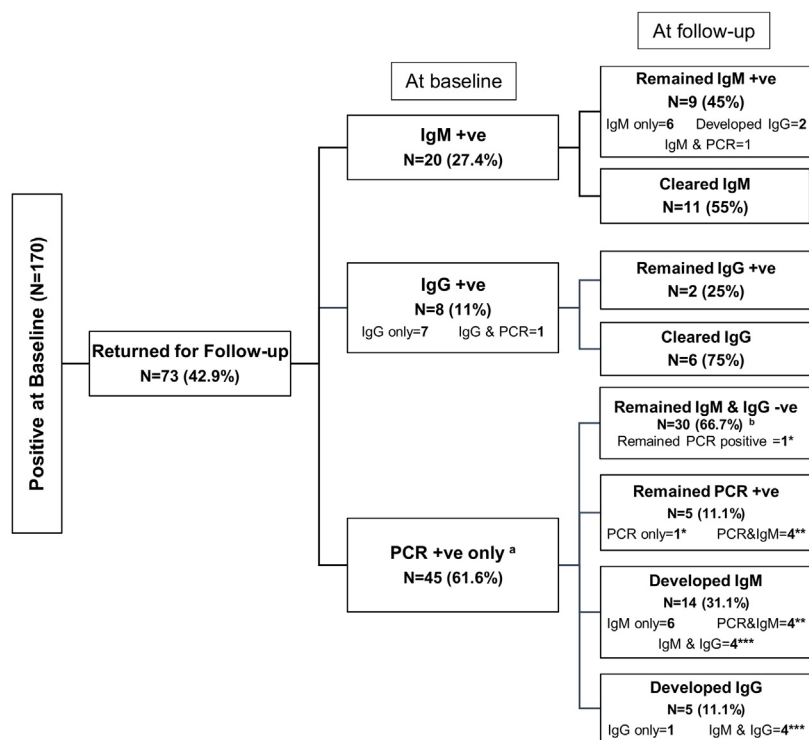 At follow-up
At baseline
Positive at Baseline (N=170)
Returned for Follow-up
N=73 (42.9%)
IgM +ve
N=20 (27.4%)
Remained IgM +ve
N=9 (45%)
IgM only=6 Developed IgG=2
IgM & PCR=1
Cleared IgM
N=11 (55%)
IgG +ve
N=8 (11%)
IgG only=7 IgG & PCR=1
Remained IgG +ve
N=2 (25%)
Cleared IgG
N=6 (75%)
PCR +ve only ᵃ
N=45 (61.6%)
Remained IgM & IgG -ve
N=30 (66.7%) ᵇ
Remained PCR positive =1*
Remained PCR +ve
N=5 (11.1%)
PCR only=1* PCR&IgM=4**
Developed IgM
N=14 (31.1%)
IgM only=6 PCR&IgM=4**
IgM & IgG=4***
Developed IgG
N=5 (11.1%)
IgG only=1 IgM & IgG=4***